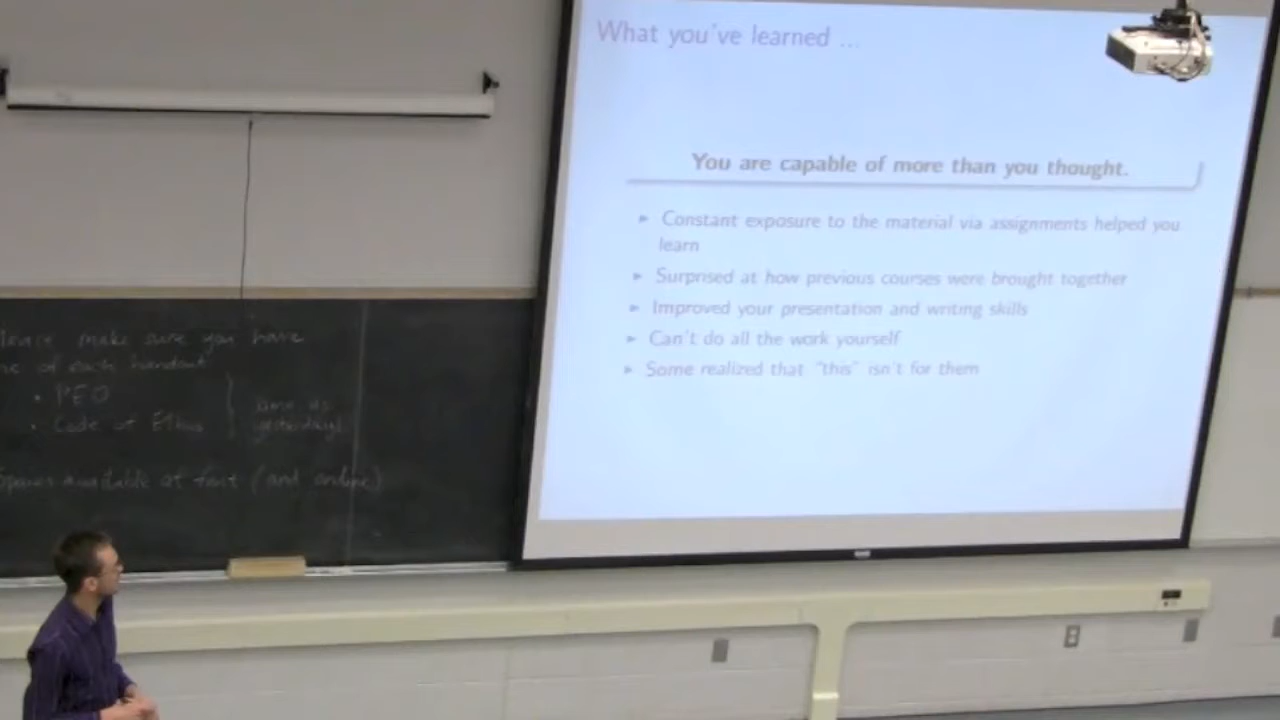 What you've learned ...
You are capable of more than you thought.
▸ Constant exposure to the material via assignments helped you
learn
▸ Surprised at how previous courses were brought together
▸ Improved your presentation and writing skills
▸ Can't do all the work yourself
▸ Some realized that "this" isn't for them
make sure you have
of each handout
• PEO
• Code of Ethics
same as
yesterday!
available at front (and online)